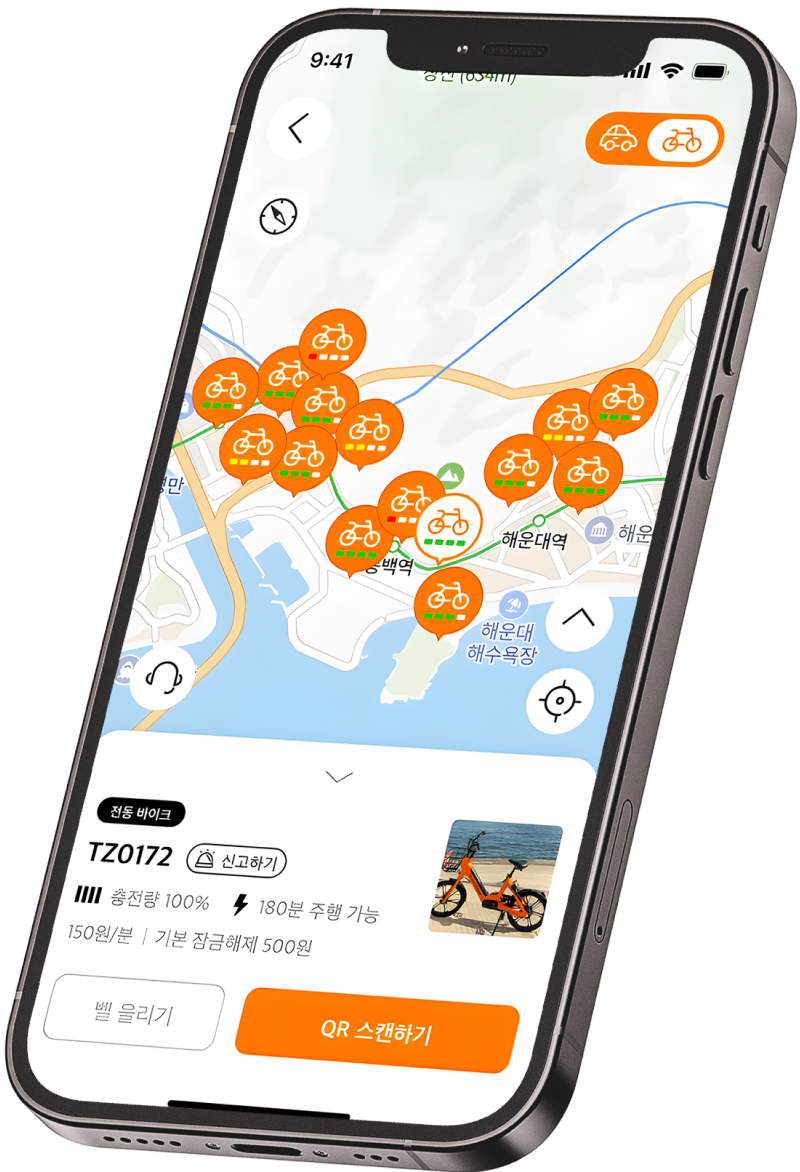 9:41
해운대역
해운
동백역
해운대
해수욕장
전동 바이크
TZ0172
신고하기
충전량 100%
180분 주행 가능
150원/분 | 기본 잠금해제 500원
벨 울리기
QR 스캔하기